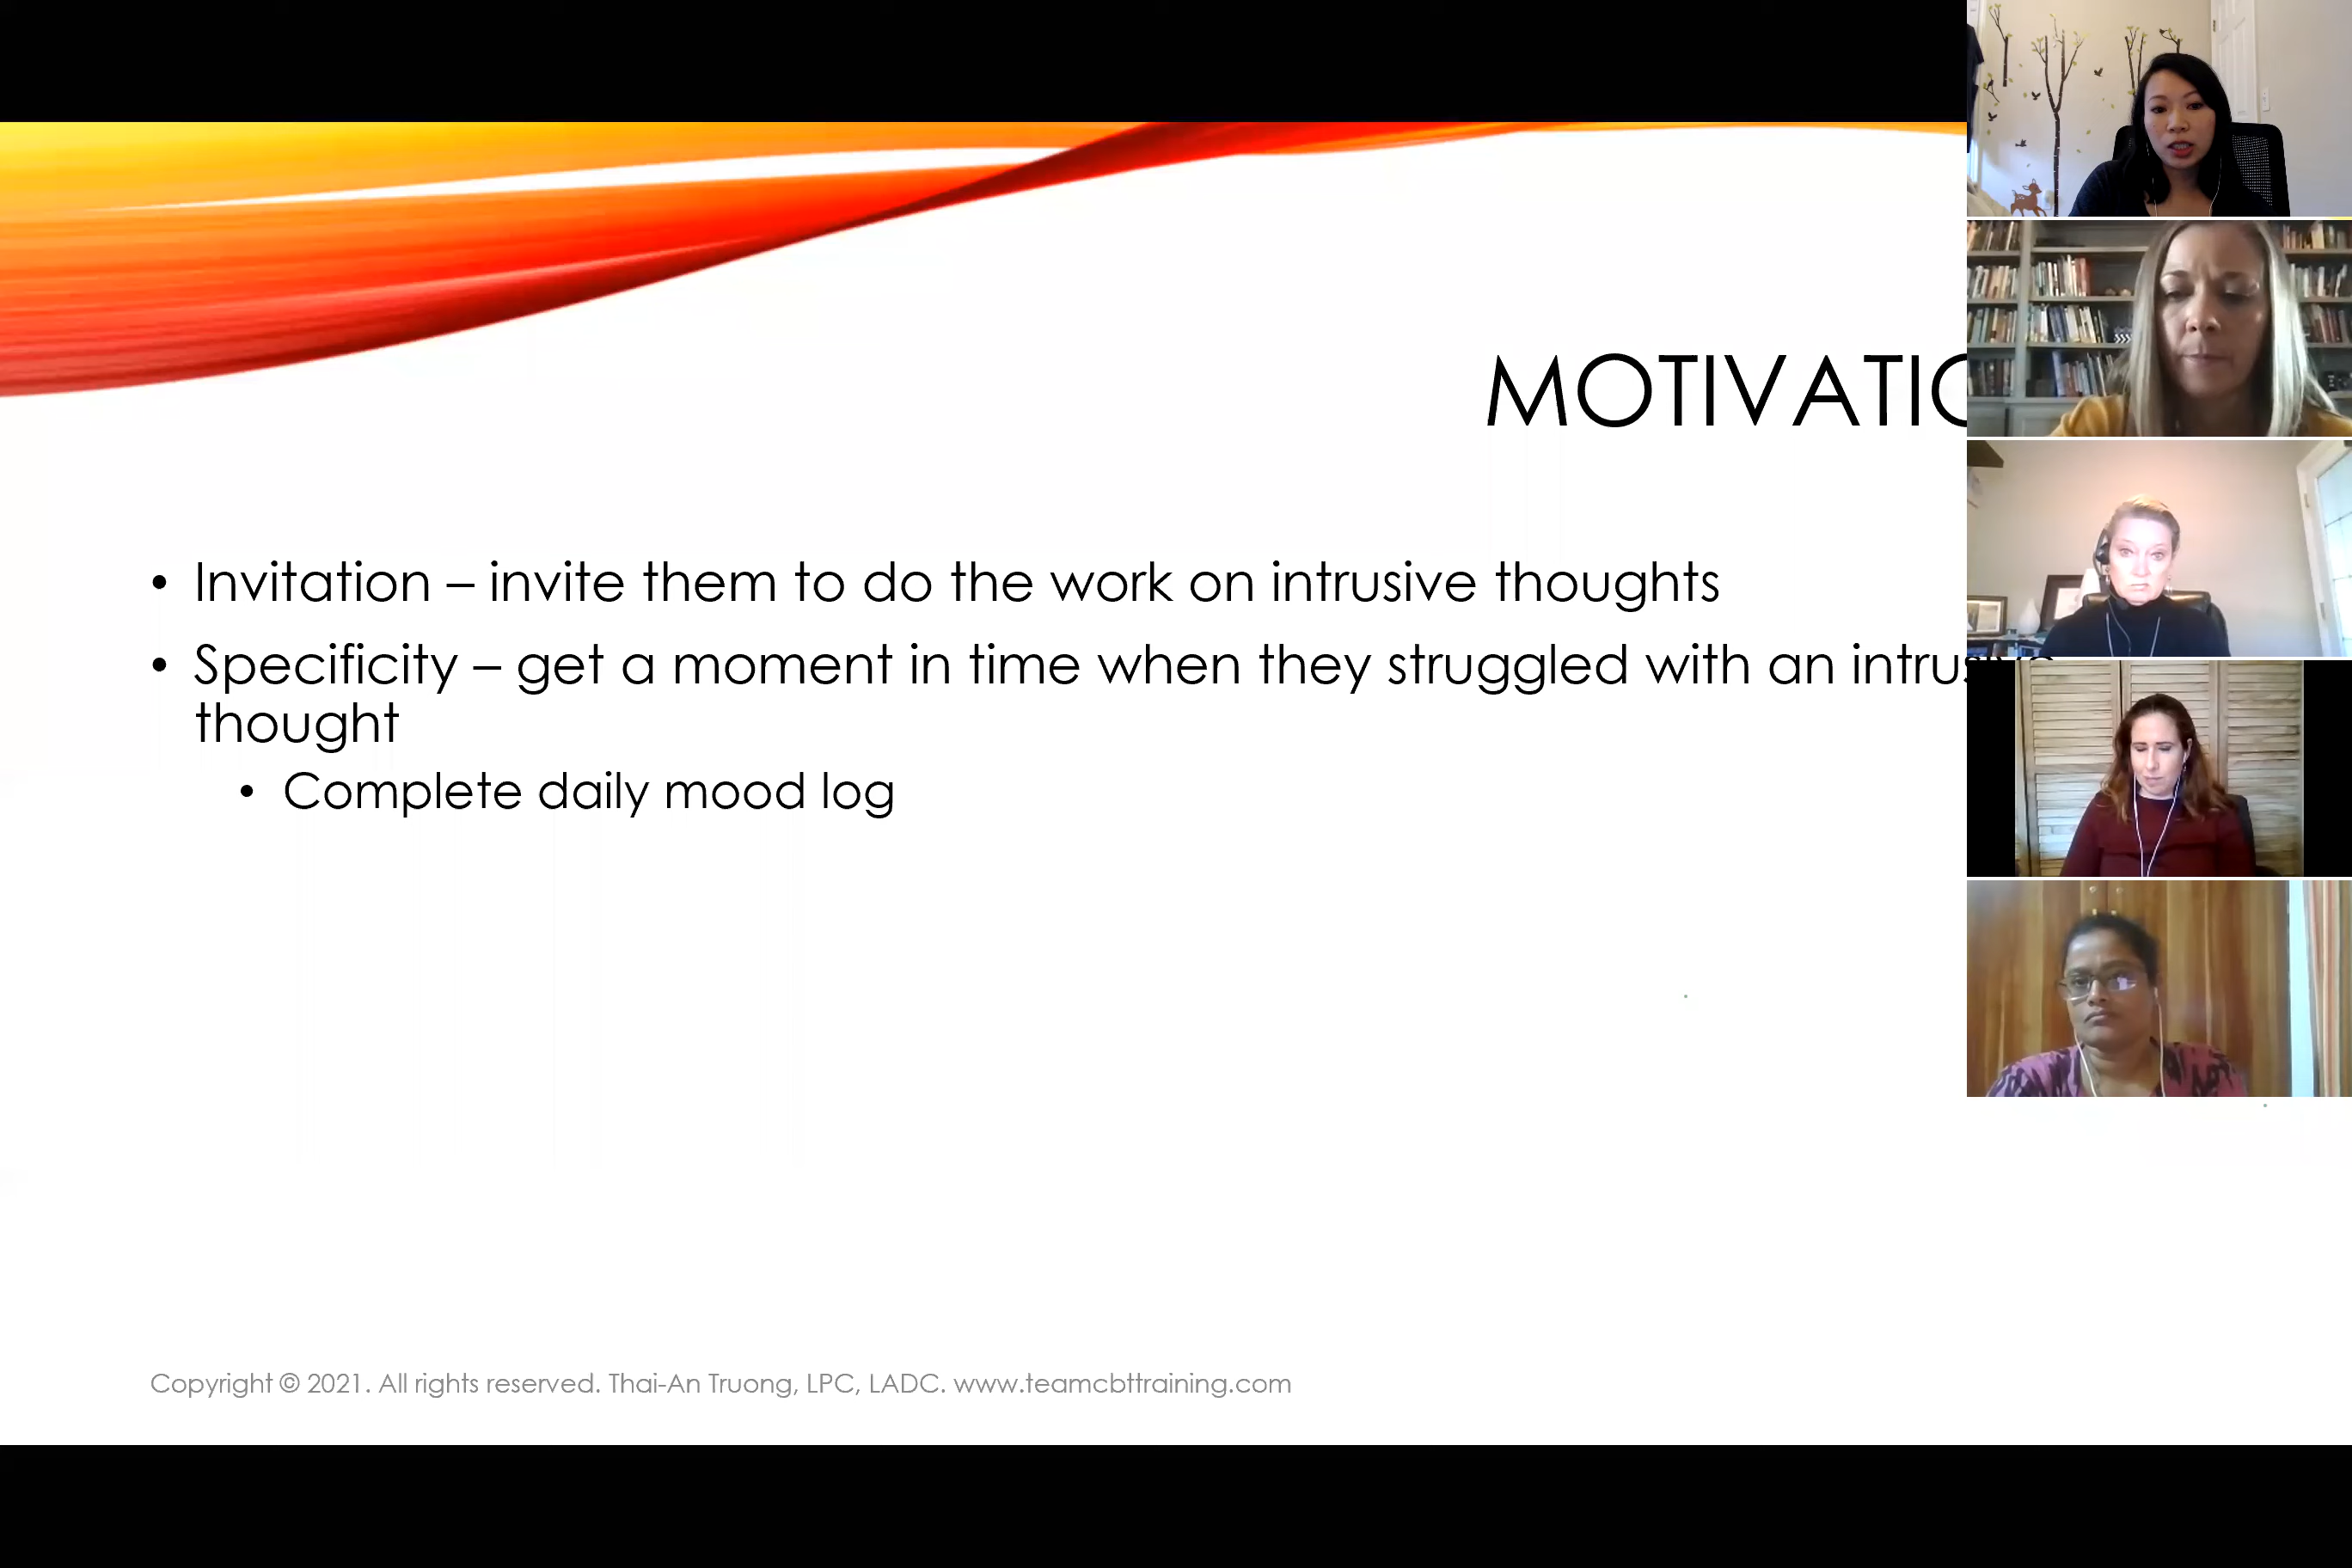 MOTIVATIO
• Invitation – invite them to do the work on intrusive thoughts
• Specificity – get a moment in time when they struggled with an intrusive
thought
• Complete daily mood log
Copyright © 2021. All rights reserved. Thai-An Truong, LPC, LADC. www.teamcbttraining.com